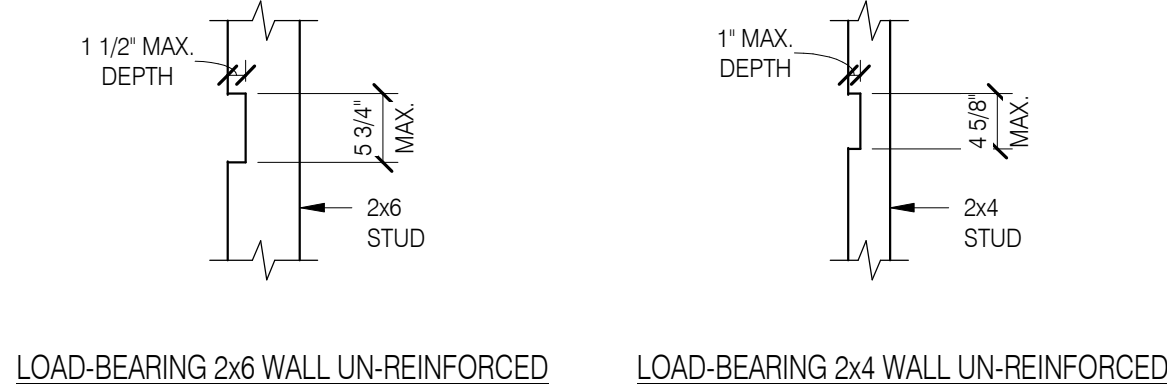 1 1/2" MAX.
DEPTH
5 3/4"
MAX.
2x6
STUD
LOAD-BEARING 2x6 WALL UN-REINFORCED
1" MAX.
DEPTH
4 5/8"
MAX.
2x4
STUD
LOAD-BEARING 2x4 WALL UN-REINFORCED